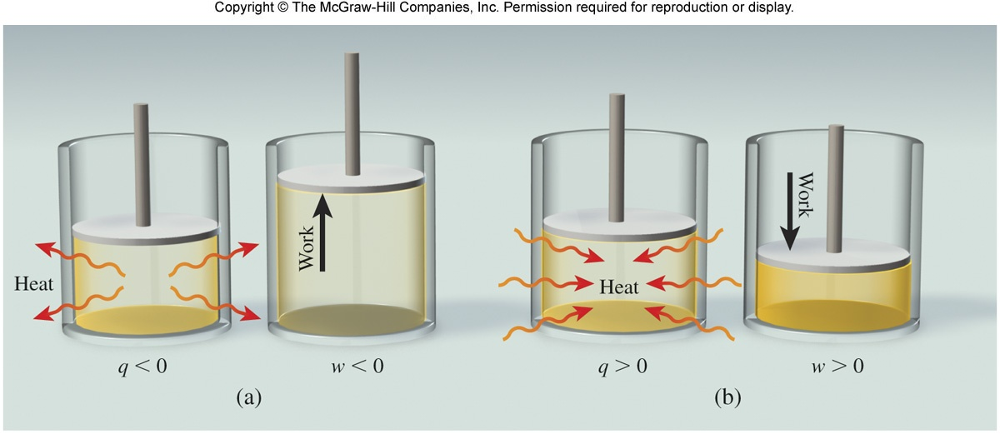 Copyright © The McGraw-Hill Companies, Inc. Permission required for reproduction or display.
Heat
q < 0
Work
w < 0
(a)
Heat
q > 0
Work
w > 0
(b)